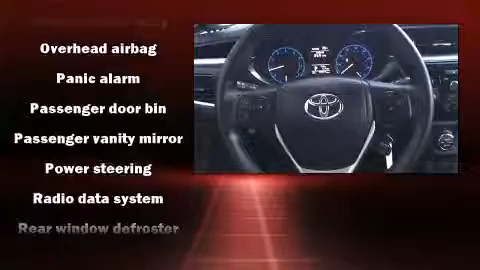 Overhead airbag
Panic alarm
Passenger door bin
Passenger vanity mirror
Power steering
Radio data system
Rear window defroster